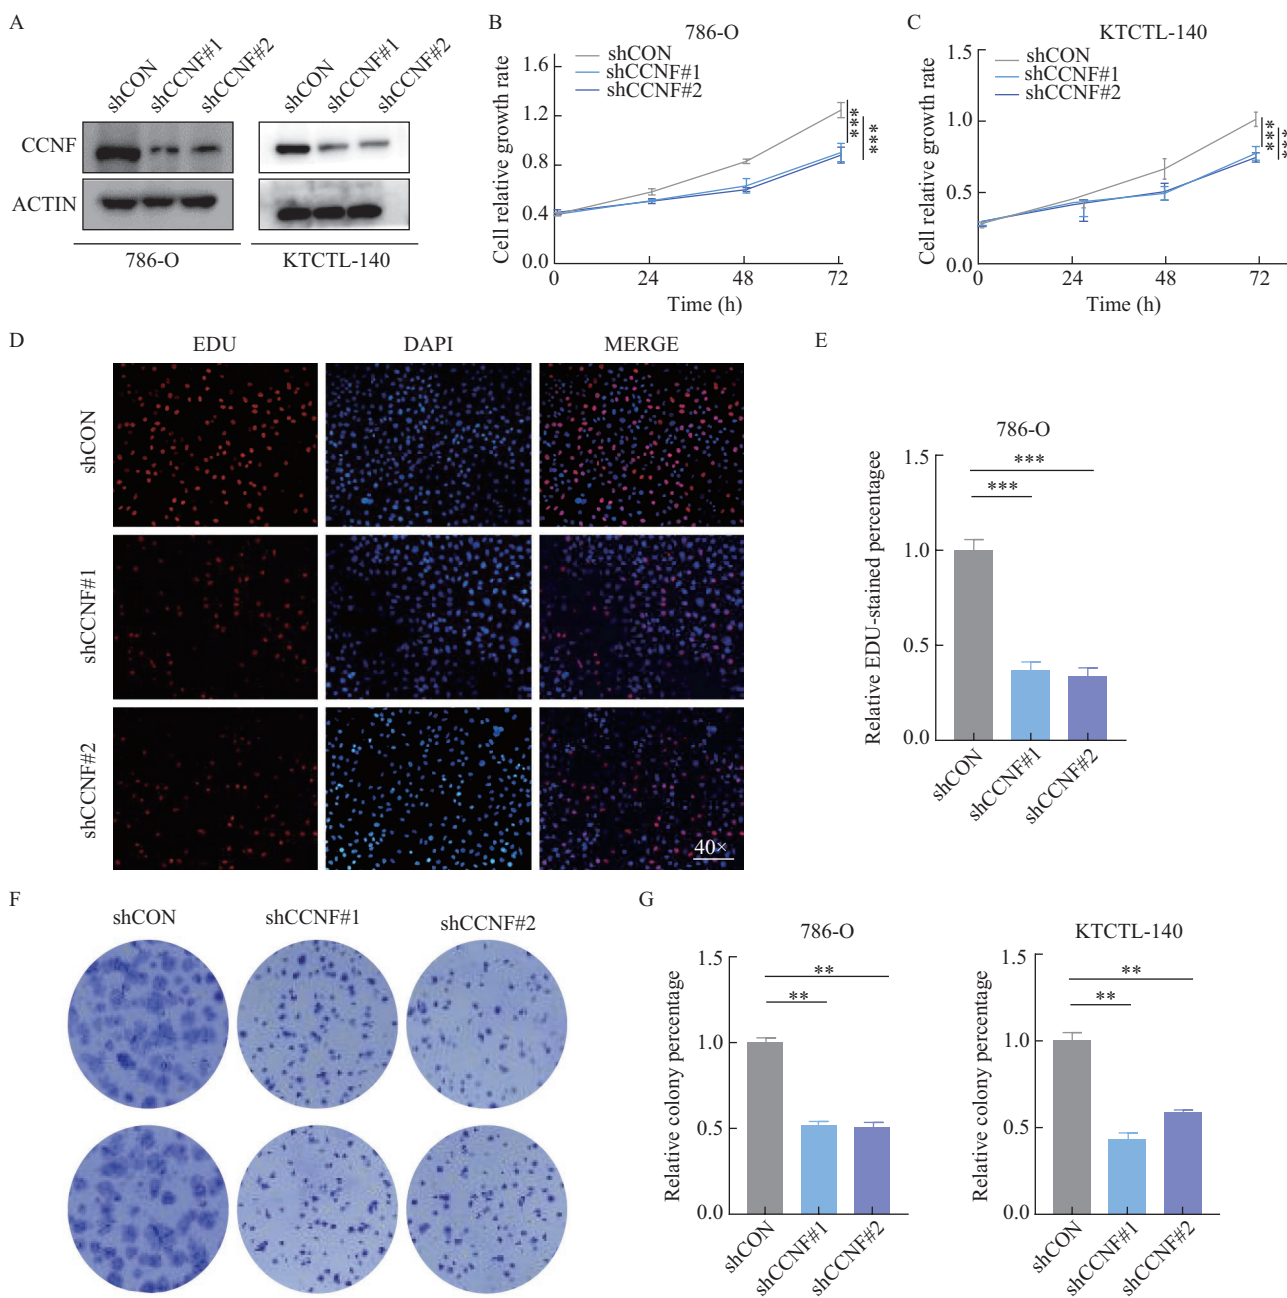 A
shCON
shCCNF#1
shCCNF#2
shCON
shCCNF#1
shCCNF#2
CCNF
ACTIN
786-O
KTCTL-140
B
786-O
shCON
shCCNF#1
shCCNF#2
Cell relative growth rate
1.6
1.2
0.8
0.4
0.0
0
24
48
72
Time (h)
***
***
C
KTCTL-140
shCON
shCCNF#1
shCCNF#2
Cell relative growth rate
1.5
1.0
0.5
0.0
0
24
48
72
Time (h)
***
***
D
EDU
DAPI
MERGE
shCON
shCCNF#1
shCCNF#2
40×
E
786-O
Relative EDU-stained percentagee
1.5
1.0
0.5
0.0
***
***
shCON
shCCNF#1
shCCNF#2
F
shCON
shCCNF#1
shCCNF#2
G
786-O
Relative colony percentage
1.5
1.0
0.5
0.0
**
**
shCON
shCCNF#1
shCCNF#2
KTCTL-140
Relative colony percentage
1.5
1.0
0.5
0.0
**
**
shCON
shCCNF#1
shCCNF#2